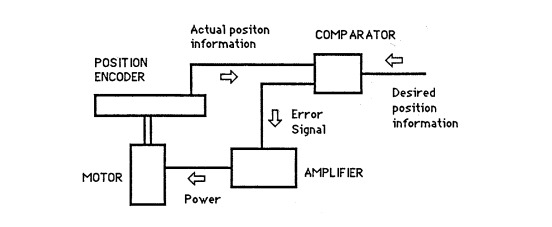 Actual positon
information
COMPARATOR
POSITION
ENCODER
Desired
position
information
Error
Signal
MOTOR
AMPLIFIER
Power